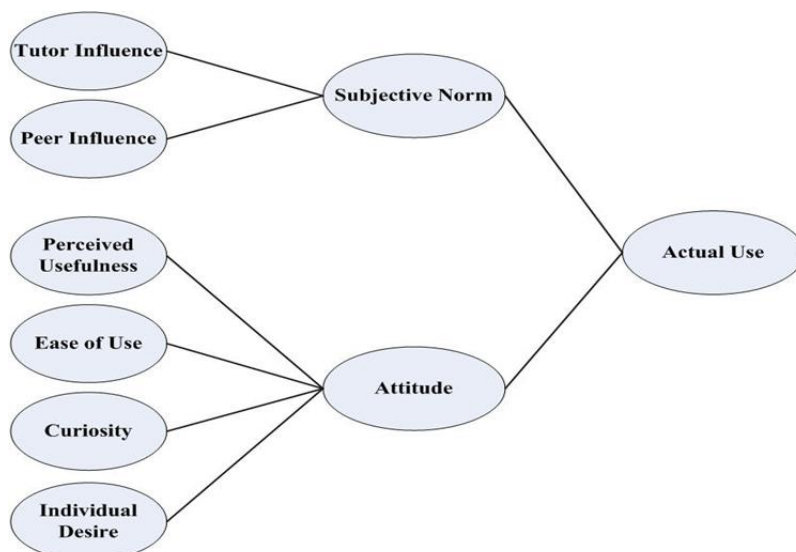 Tutor Influence
Subjective Norm
Peer Influence
Perceived
Usefulness
Actual Use
Ease of Use
Attitude
Curiosity
Individual
Desire